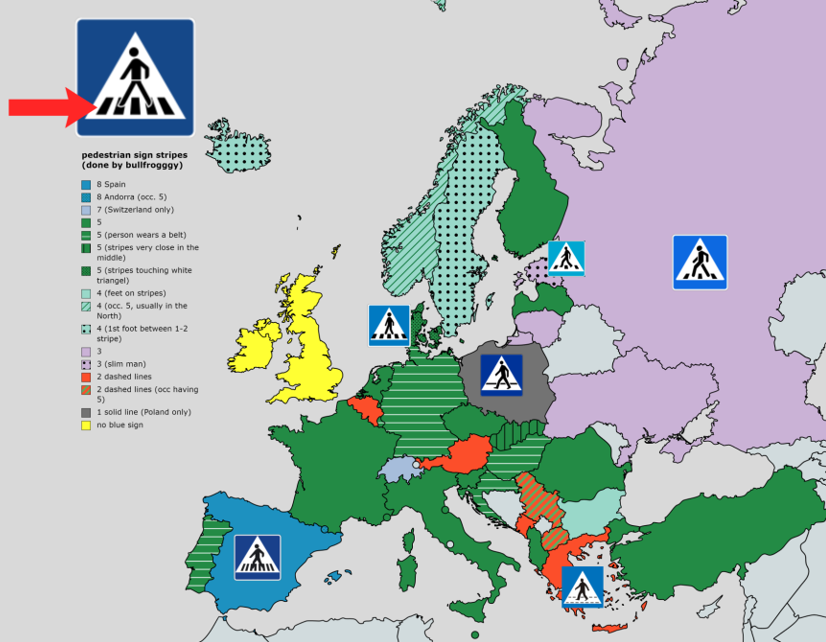 pedestrian sign stripes
(done by bullfrogggy)
8 Spain
8 Andorra (occ. 5)
7 (Switzerland only)
5
5 (person wears a belt)
5 (stripes very close in the
middle)
5 (stripes touching white
triangel)
4 (feet on stripes)
4 (occ. 5, usually in the
North)
4 (1st foot between 1-2
stripe)
3
3 (slim man)
2 dashed lines
2 dashed lines (occ having
5)
1 solid line (Poland only)
no blue sign